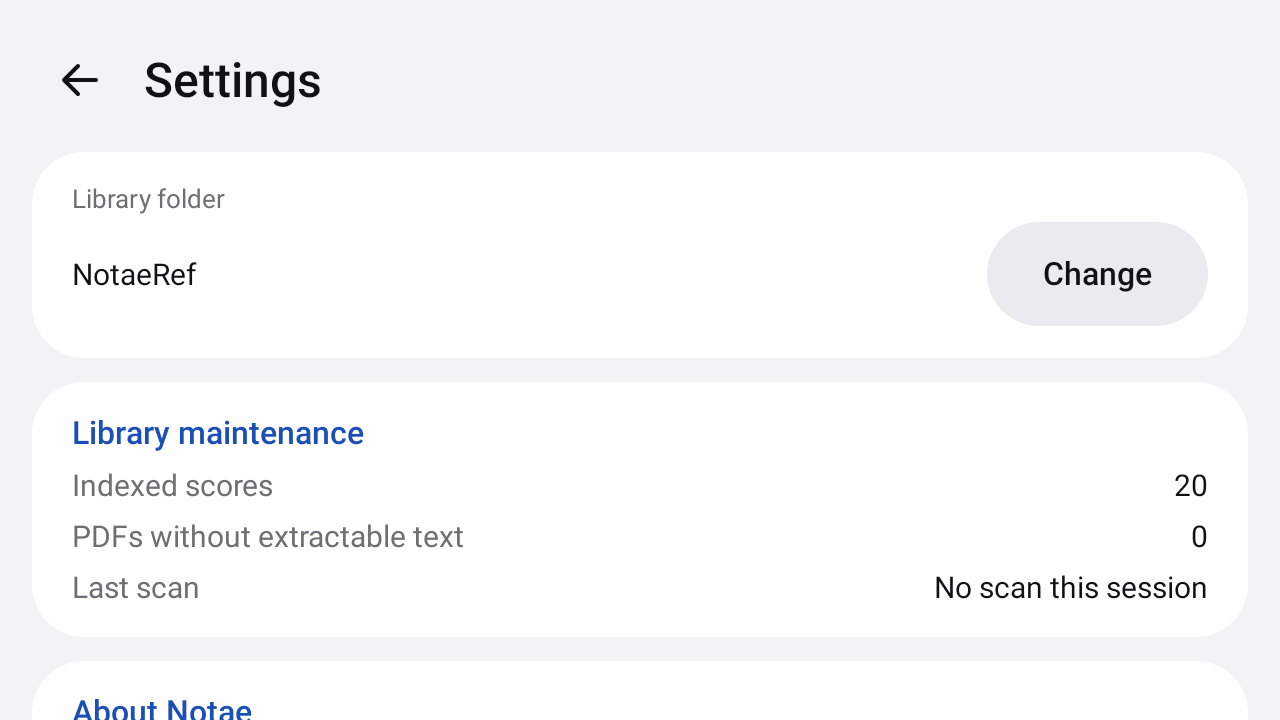 Settings
Library folder
NotaeRef
Change
Library maintenance
Indexed scores 20
PDFs without extractable text 0
Last scan No scan this session
About Notae